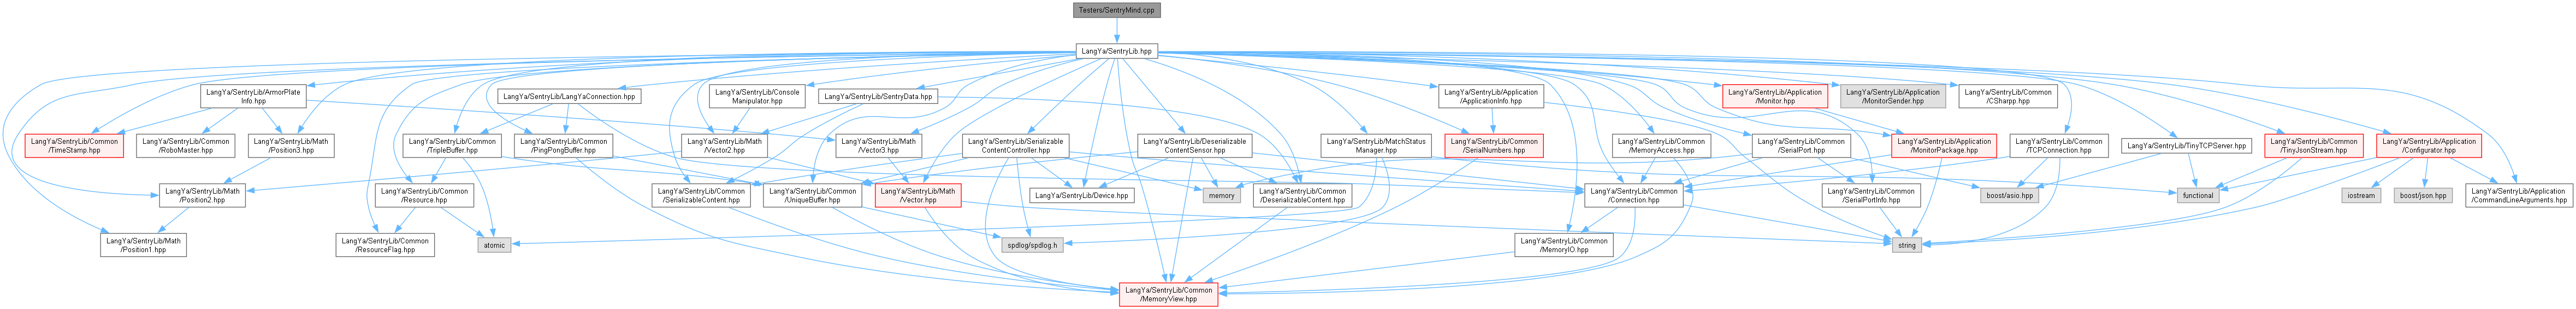 Testers/SentryMind.cpp
LangYa/SentryLib.hpp
LangYa/SentryLib/ArmorPlate
Info.hpp
LangYa/SentryLib/LangYaConnection.hpp
LangYa/SentryLib/Console
Manipulator.hpp
LangYa/SentryLib/SentryData.hpp
LangYa/SentryLib/Application
/ApplicationInfo.hpp
LangYa/SentryLib/Application
/Monitor.hpp
LangYa/SentryLib/Application
/MonitorSender.hpp
LangYa/SentryLib/Common
/CSharpp.hpp
LangYa/SentryLib/Common
/TimeStamp.hpp
LangYa/SentryLib/Common
/RoboMaster.hpp
LangYa/SentryLib/Math
/Position3.hpp
LangYa/SentryLib/Common
/TripleBuffer.hpp
LangYa/SentryLib/Common
/PingPongBuffer.hpp
LangYa/SentryLib/Math
/Vector2.hpp
LangYa/SentryLib/Math
/Vector3.hpp
LangYa/SentryLib/Serializable
ContentController.hpp
LangYa/SentryLib/Deserializable
ContentSensor.hpp
LangYa/SentryLib/MatchStatus
Manager.hpp
LangYa/SentryLib/Common
/SerialNumbers.hpp
LangYa/SentryLib/Common
/MemoryAccess.hpp
LangYa/SentryLib/Common
/SerialPort.hpp
LangYa/SentryLib/Application
/MonitorPackage.hpp
LangYa/SentryLib/Common
/TCPConnection.hpp
LangYa/SentryLib/TinyTCPServer.hpp
LangYa/SentryLib/Common
/TinyJsonStream.hpp
LangYa/SentryLib/Application
/Configurator.hpp
LangYa/SentryLib/Math
/Position2.hpp
LangYa/SentryLib/Common
/Resource.hpp
LangYa/SentryLib/Common
/SerializableContent.hpp
LangYa/SentryLib/Common
/UniqueBuffer.hpp
LangYa/SentryLib/Math
/Vector.hpp
LangYa/SentryLib/Device.hpp
memory
LangYa/SentryLib/Common
/DeserializableContent.hpp
LangYa/SentryLib/Common
/Connection.hpp
LangYa/SentryLib/Common
/SerialPortInfo.hpp
boost/asio.hpp
functional
iostream
boost/json.hpp
LangYa/SentryLib/Application
/CommandLineArguments.hpp
LangYa/SentryLib/Math
/Position1.hpp
LangYa/SentryLib/Common
/ResourceFlag.hpp
atomic
spdlog/spdlog.h
LangYa/SentryLib/Common
/MemoryIO.hpp
string
LangYa/SentryLib/Common
/MemoryView.hpp